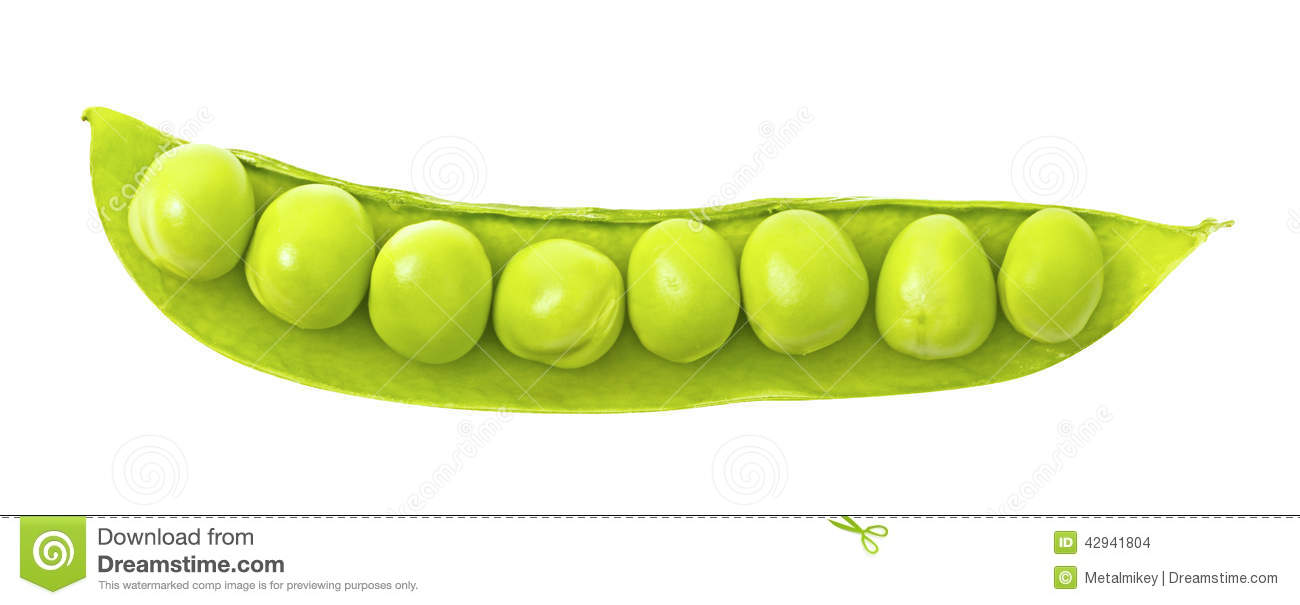 Download from
Dreamstime.com
This watermarked comp image is for previewing purposes only.
ID 42941804
© Metalmikey | Dreamstime.com